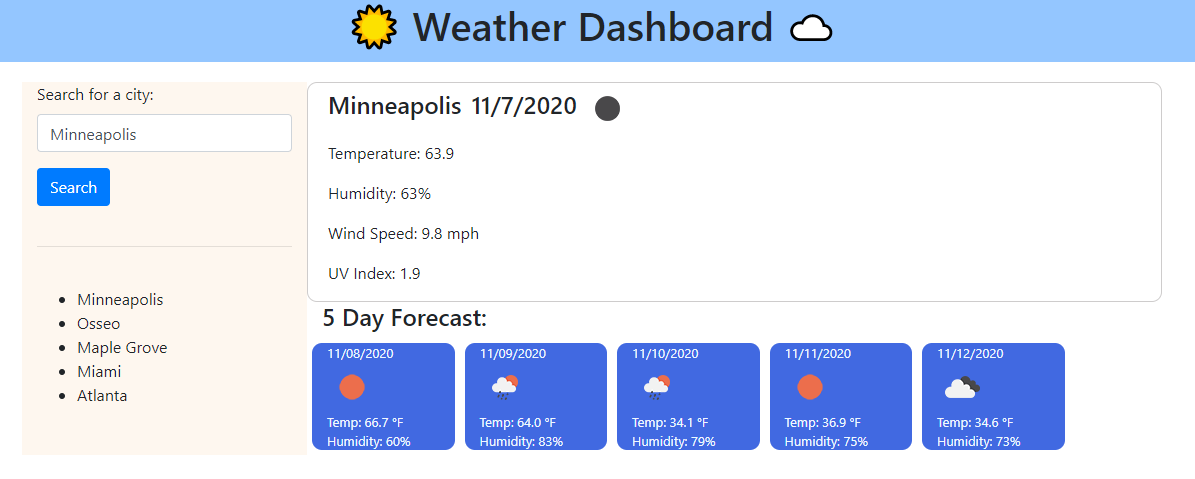 Weather Dashboard
Search for a city:
Minneapolis
Search
Minneapolis
Osseo
Maple Grove
Miami
Atlanta
Minneapolis 11/7/2020
Temperature: 63.9
Humidity: 63%
Wind Speed: 9.8 mph
UV Index: 1.9
5 Day Forecast:
11/08/2020
Temp: 66.7 °F
Humidity: 60%
11/09/2020
Temp: 64.0 °F
Humidity: 83%
11/10/2020
Temp: 34.1 °F
Humidity: 79%
11/11/2020
Temp: 36.9 °F
Humidity: 75%
11/12/2020
Temp: 34.6 °F
Humidity: 73%